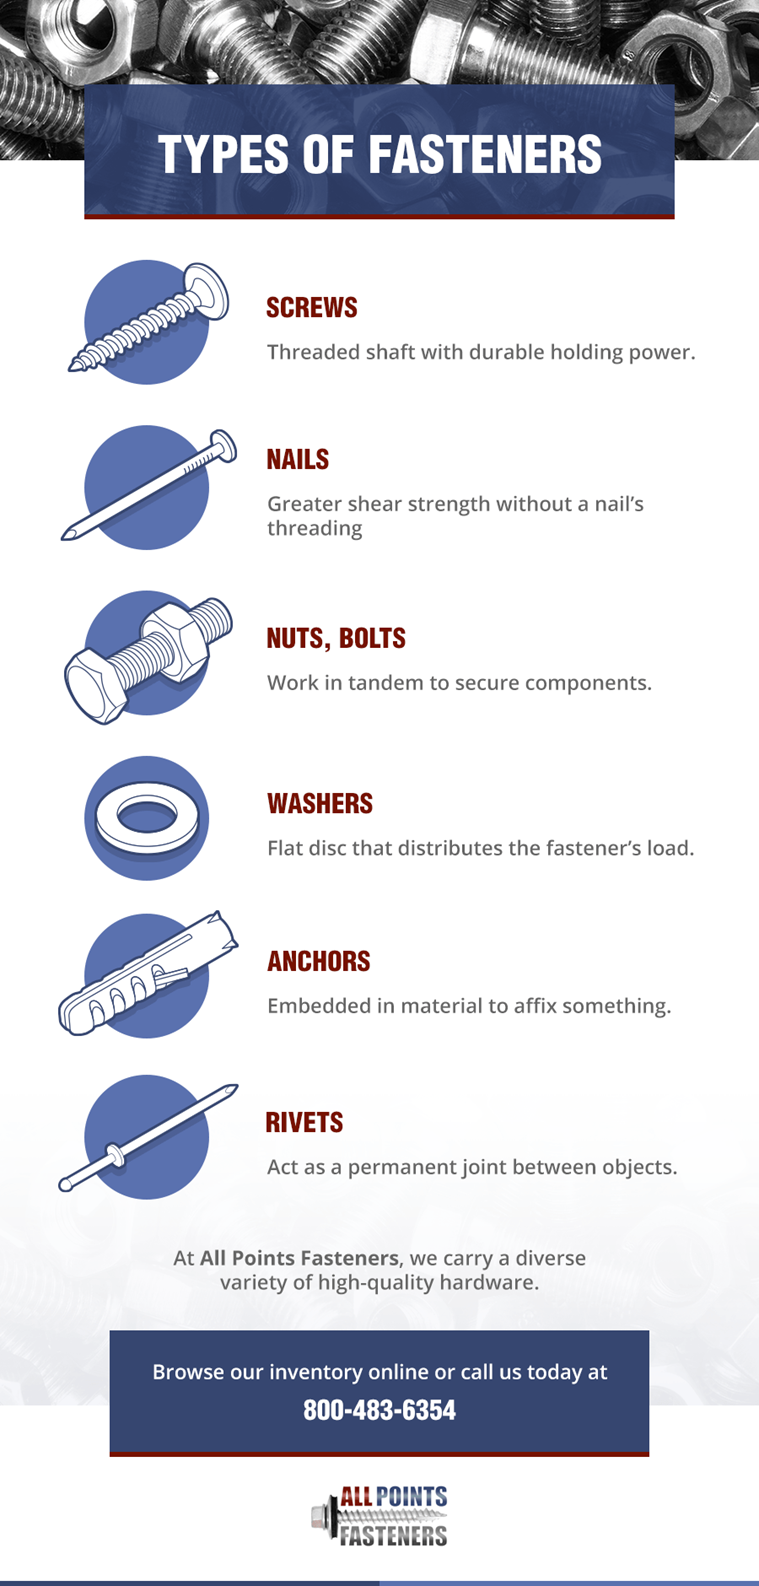 TYPES OF FASTENERS
SCREWS
Threaded shaft with durable holding power.
NAILS
Greater shear strength without a nail’s
threading
NUTS, BOLTS
Work in tandem to secure components.
WASHERS
Flat disc that distributes the fastener’s load.
ANCHORS
Embedded in material to affix something.
RIVETS
Act as a permanent joint between objects.
At All Points Fasteners, we carry a diverse
variety of high-quality hardware.
Browse our inventory online or call us today at
800-483-6354
ALL POINTS
FASTENERS